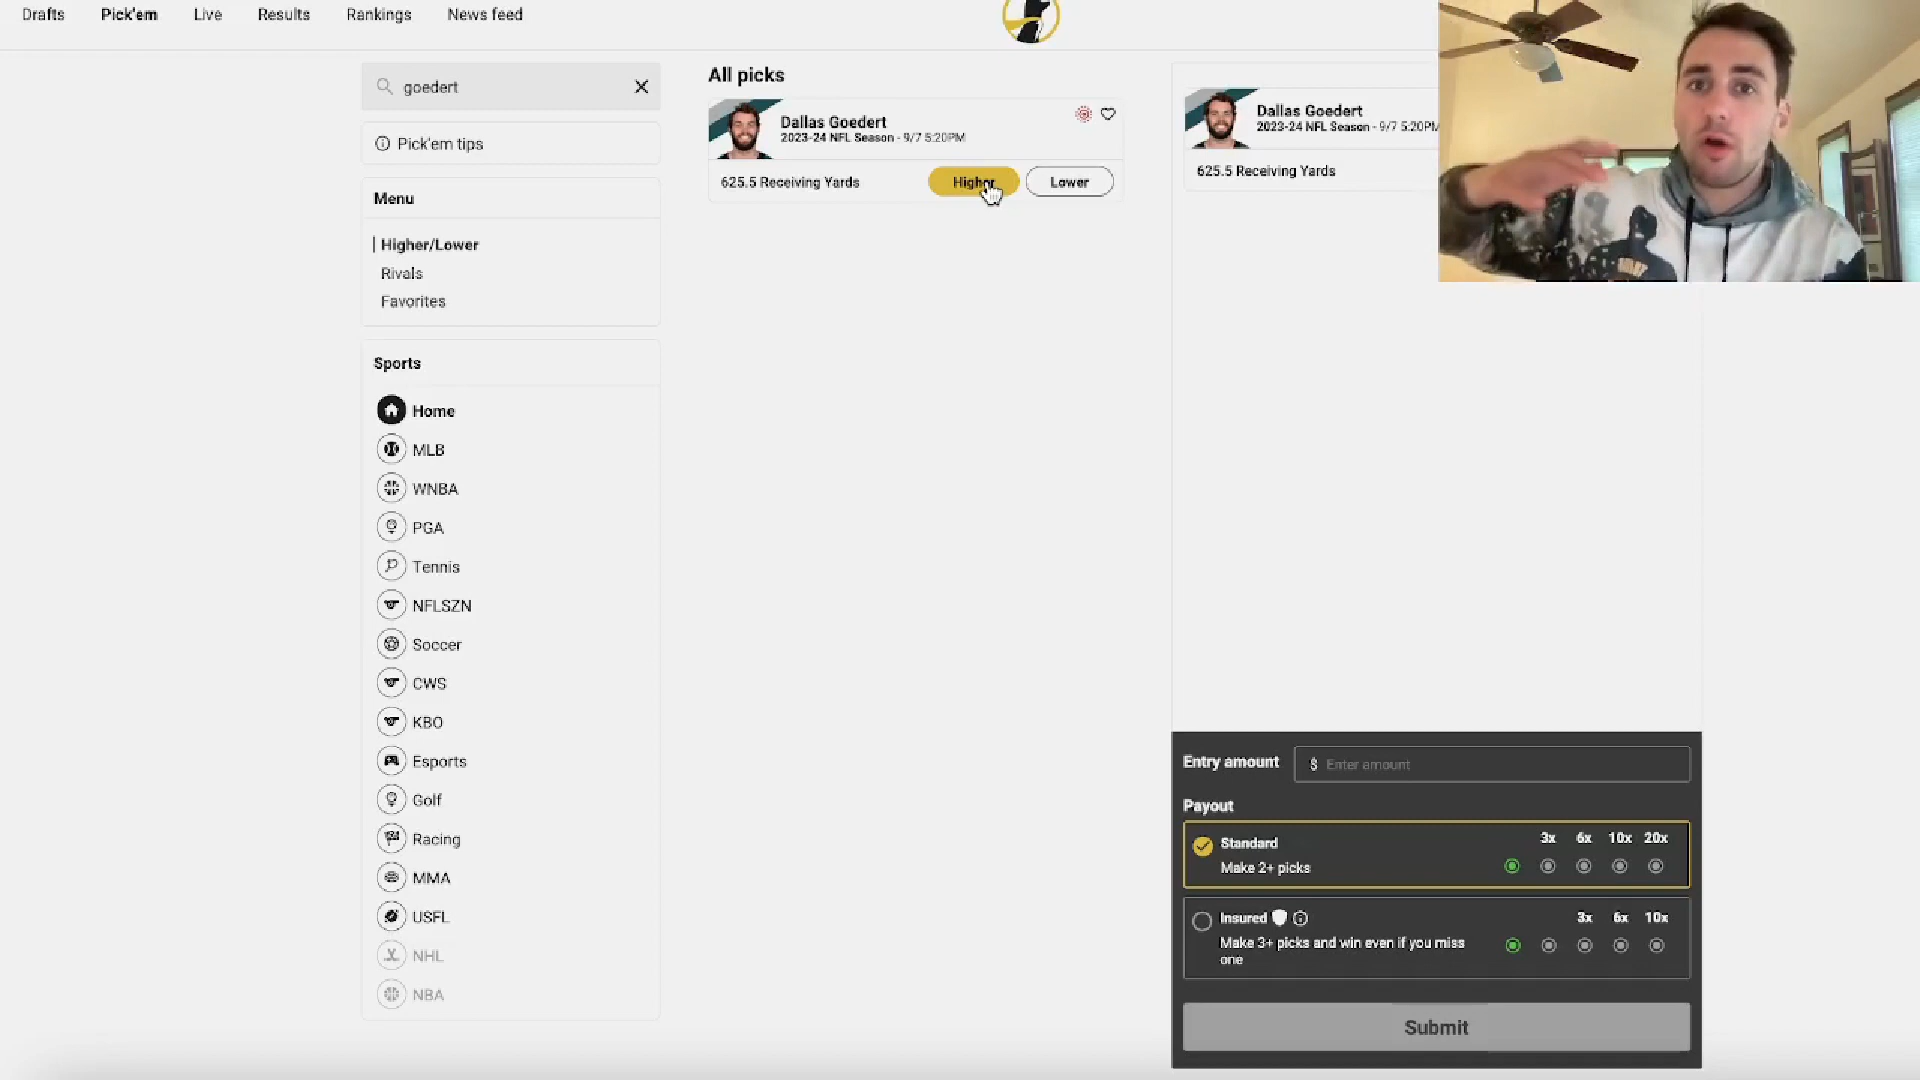 Drafts
Pick'em
Live
Results
Rankings
News feed
goedert
Pick'em tips
Menu
Higher/Lower
Rivals
Favorites
Sports
Home
MLB
WNBA
PGA
Tennis
NFLSZN
Soccer
CWS
KBO
Esports
Golf
Racing
MMA
USFL
NHL
NBA
All picks
Dallas Goedert
2023-24 NFL Season - 9/7 5:20PM
625.5 Receiving Yards
Higher
Lower
Dallas Goedert
2023-24 NFL Season - 9/7 5:20PM
625.5 Receiving Yards
Entry amount
$ Enter amount
Payout
Standard
3x 6x 10x 20x
Make 2+ picks
Insured
3x 6x 10x
Make 3+ picks and win even if you miss
one
Submit